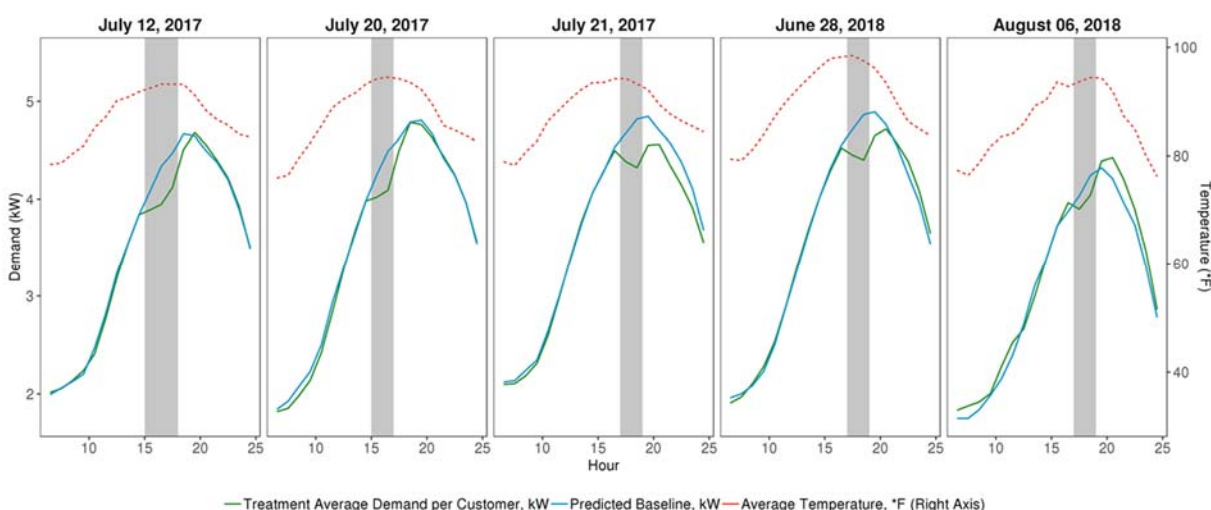 July 12, 2017 July 20, 2017 July 21, 2017 June 28, 2018 August 06, 2018
100
5
80
4
Demand (kW)
Temperature (*F)
60
3
40
2
10 15 20 25 10 15 20 25 10 15 20 25 10 15 20 25 10 15 20 25
Hour
Treatment Average Demand per Customer, kW Predicted Baseline, kW Average Temperature, *F (Right Axis)